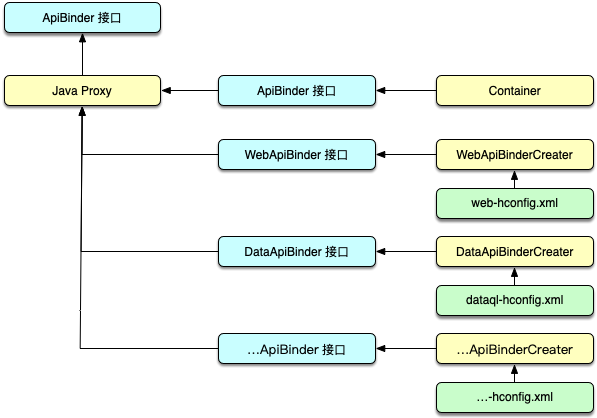 ApiBinder 接口
Java Proxy
ApiBinder 接口
Container
WebApiBinder 接口
WebApiBinderCreater
web-hconfig.xml
DataApiBinder 接口
DataApiBinderCreater
dataql-hconfig.xml
...ApiBinder 接口
...ApiBinderCreater
...-hconfig.xml